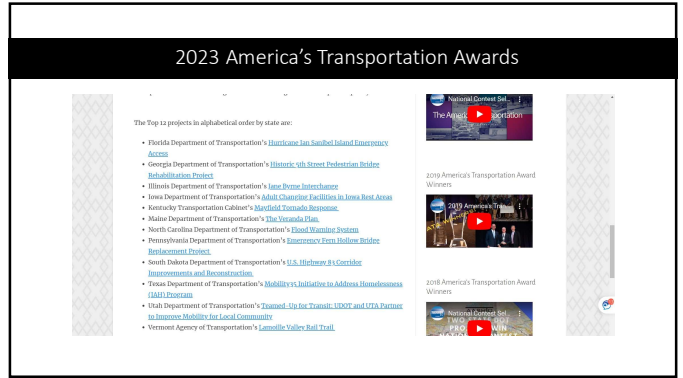 2023 America's Transportation Awards
The Top 12 projects in alphabetical order by state are:
• Florida Department of Transportation's Hurricane Ian Sanibel Island Emergency
Access
• Georgia Department of Transportation's Historic 5th Street Pedestrian Bridge
Rehabilitation Project
• Illinois Department of Transportation's Jane Byrne Interchange
• Iowa Department of Transportation's Adult Changing Facilities in Iowa Rest Areas
• Kentucky Transportation Cabinet's Mayfield Tornado Response
• Maine Department of Transportation's The Veranda Plan
• North Carolina Department of Transportation's Flood Warning System
• Pennsylvania Department of Transportation's Emergency Fern Hollow Bridge
Replacement Project
• South Dakota Department of Transportation's U.S. Highway 83 Corridor
Improvements and Reconstruction
• Texas Department of Transportation's Mobility35 Initiative to Address Homelessness
(IAH) Program
• Utah Department of Transportation's Teamed-Up for Transit: UDOT and UTA Partner
to Improve Mobility for Local Community
• Vermont Agency of Transportation's Lamoille Valley Rail Trail
National Contest Sel...
The Ameri
portation
2019 America's Transportation Award
Winners
2019 America's Tran...
2018 America's Transportation Award
Winners
National Contest Sel...
TWO STATE DOT